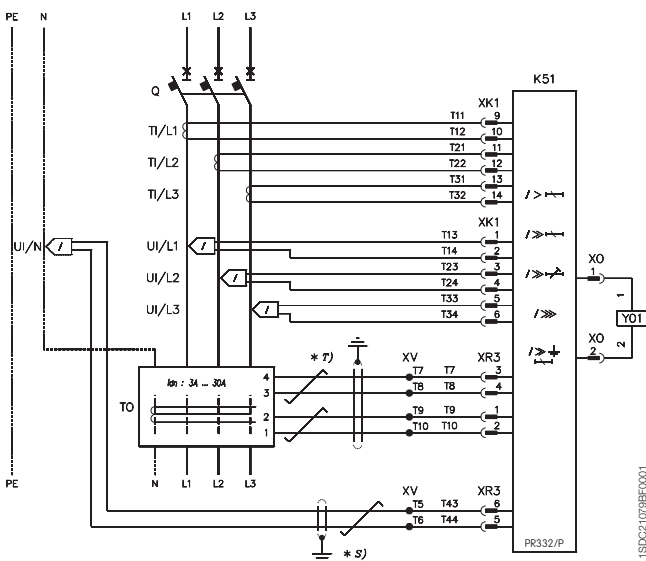 PE N L1 L2 L3
K51
Q
XK1
T11 9
TI/L1 T12 10
T21 11
TI/L2 T22 12
T31 13
TI/L3 T32 14
I> 
XK1
UI/N UI/L1 T13 1
T14 2
I≫
UI/L2 T23 3
T24 4
I≫
UI/L3 T33 5
T34 6
I⋙
I≫
XO
1
1
YO1
2
XO
2
* T) XV XR3
Idn : 3A ... 30A
4 T7 T7 3
3 T8 T8 4
TO
2 T9 T9 1
1 T10 T10 2
PE N L1 L2 L3
XV XR3
T5 T43 6
T6 T44 5
* S)
PR332/P
1SDC21079BF0001